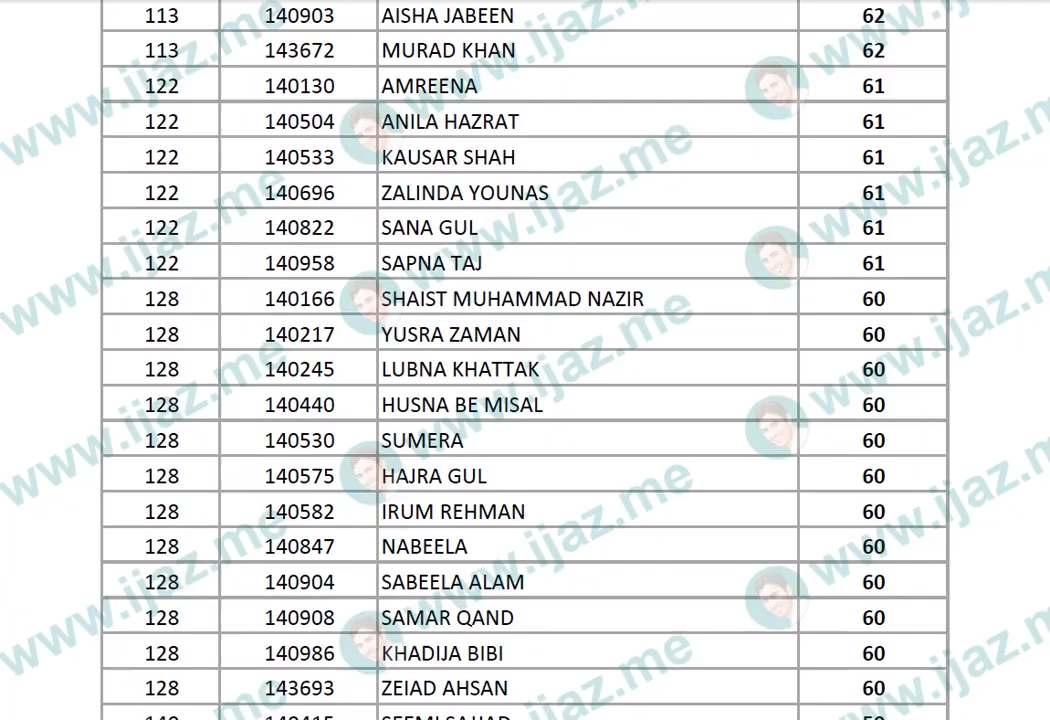 113 140903 AISHA JABEEN 62
113 143672 MURAD KHAN 62
122 140130 AMREENA 61
122 140504 ANILA HAZRAT 61
122 140533 KAUSAR SHAH 61
122 140696 ZALINDA YOUNAS 61
122 140822 SANA GUL 61
122 140958 SAPNA TAJ 61
128 140166 SHAIST MUHAMMAD NAZIR 60
128 140217 YUSRA ZAMAN 60
128 140245 LUBNA KHATTAK 60
128 140440 HUSNA BE MISAL 60
128 140530 SUMERA 60
128 140575 HAJRA GUL 60
128 140582 IRUM REHMAN 60
128 140847 NABEELA 60
128 140904 SABEELA ALAM 60
128 140908 SAMAR QAND 60
128 140986 KHADIJA BIBI 60
128 143693 ZEIAD AHSAN 60
www.ijaz.me